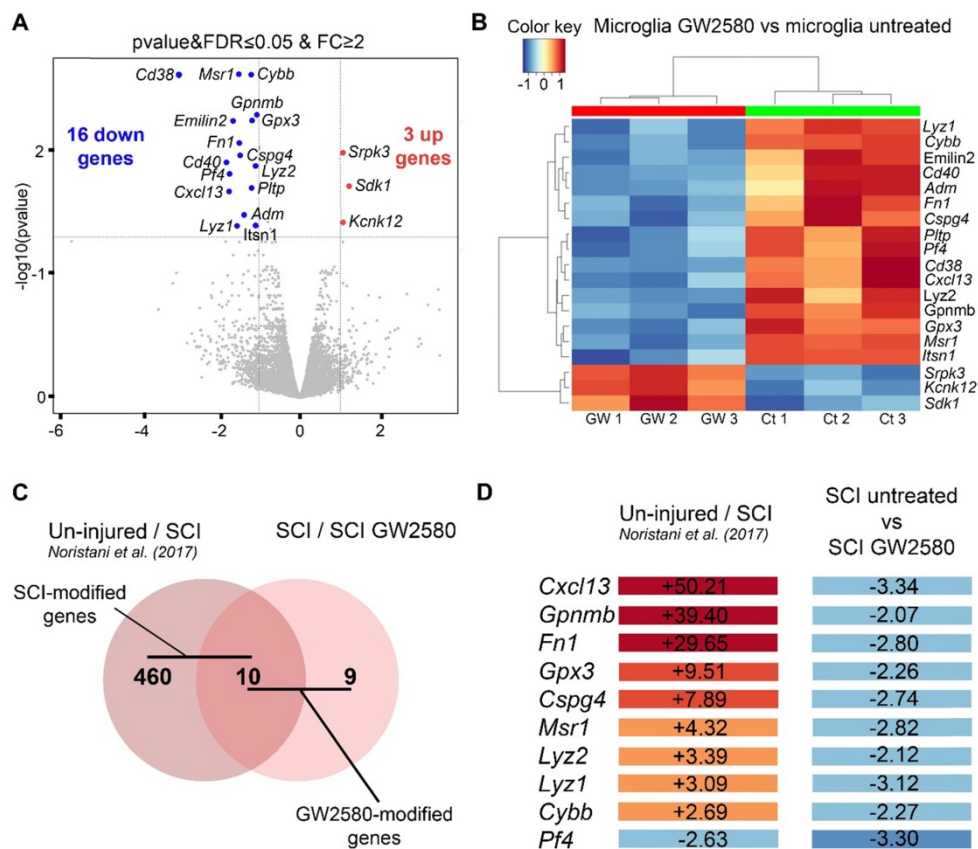 A
pvalue&FDR≤0.05 & FC≥2
Cd38 Msr1 Cybb
Gpnmb
Emilin2 Gpx3
16 down
genes
3 up
genes
Fn1
Cspg4
Cd40 Lyz2
Pf4
Cxcl13 Pltp
Srpk3
Sdk1
Adm
Lyz1
Itsn1
Kcnk12
-log10(pvalue)
2
-1
0
-6 -4 -2 0 2
B
Color key
-1 0 1
Microglia GW2580 vs microglia untreated
Lyz1
Cybb
Emilin2
Cd40
Adm
Fn1
Cspg4
Pltp
Pf4
Cd38
Cxcl13
Lyz2
Gpnmb
Gpx3
Msr1
Itsn1
Srpk3
Kcnk12
Sdk1
GW 1 GW 2 GW 3 Ct 1 Ct 2 Ct 3
C
Un-injured / SCI
Noristani et al. (2017)
SCI / SCI GW2580
SCI-modified
genes
460 10 9
GW2580-modified
genes
D
Un-injured / SCI
Noristani et al. (2017)
SCI untreated
vs
SCI GW2580
Cxcl13 +50.21 -3.34
Gpnmb +39.40 -2.07
Fn1 +29.65 -2.80
Gpx3 +9.51 -2.26
Cspg4 +7.89 -2.74
Msr1 +4.32 -2.82
Lyz2 +3.39 -2.12
Lyz1 +3.09 -3.12
Cybb +2.69 -2.27
Pf4 -2.63 -3.30